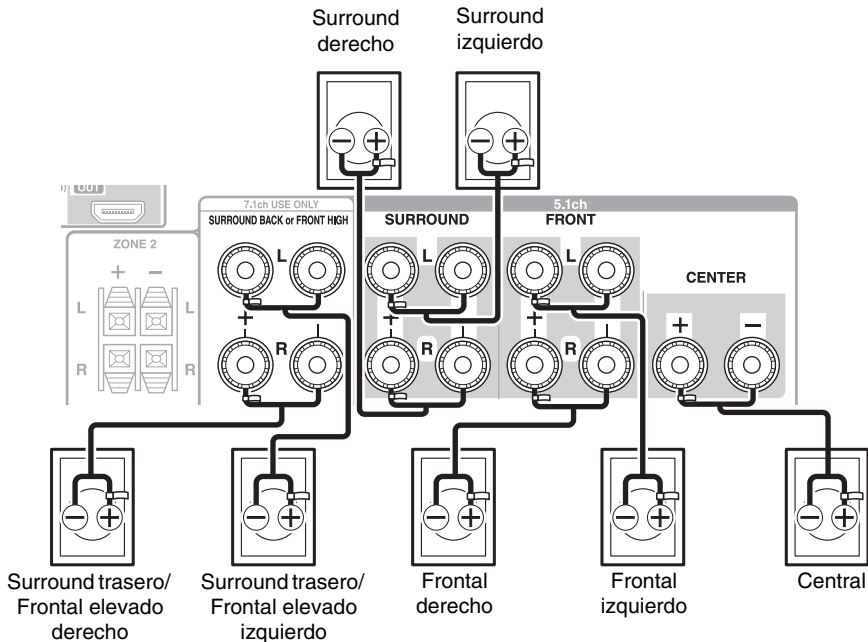 Surround
derecho
Surround
izquierdo
OUT
7.1ch USE ONLY
5.1ch
SURROUND BACK or FRONT HIGH
SURROUND
FRONT
ZONE 2
CENTER
L
L
L
+ −
L
L
+
+
+
+ −
R
R
R
R
R
− +
− +
− +
− +
− +
− +
− +
Surround trasero/
Frontal elevado
derecho
Surround trasero/
Frontal elevado
izquierdo
Frontal
derecho
Frontal
izquierdo
Central